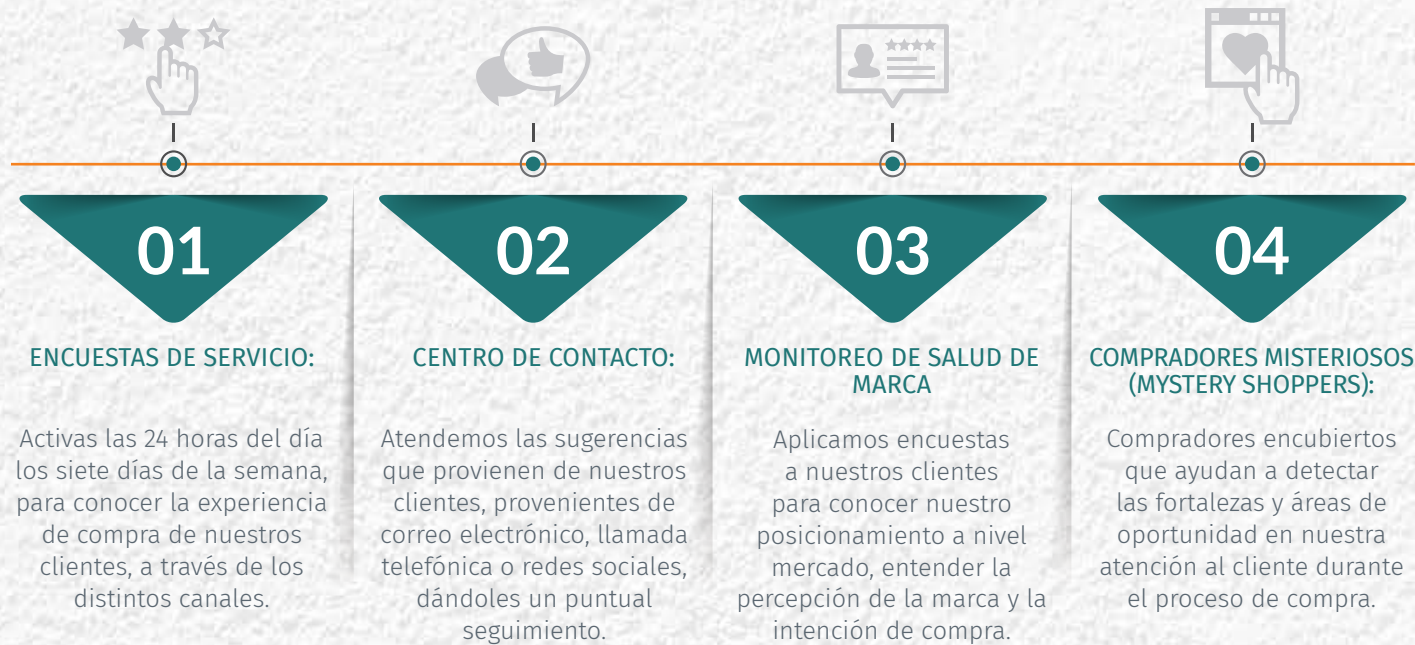 01
ENCUESTAS DE SERVICIO:
Activas las 24 horas del día
los siete días de la semana,
para conocer la experiencia
de compra de nuestros
clientes, a través de los
distintos canales.
02
CENTRO DE CONTACTO:
Atendemos las sugerencias
que provienen de nuestros
clientes, provenientes de
correo electrónico, llamada
telefónica o redes sociales,
dándoles un puntual
seguimiento.
03
MONITOREO DE SALUD DE
MARCA
Aplicamos encuestas
a nuestros clientes
para conocer nuestro
posicionamiento a nivel
mercado, entender la
percepción de la marca y la
intención de compra.
04
COMPRADORES MISTERIOSOS
(MYSTERY SHOPPERS):
Compradores encubiertos
que ayudan a detectar
las fortalezas y áreas de
oportunidad en nuestra
atención al cliente durante
el proceso de compra.